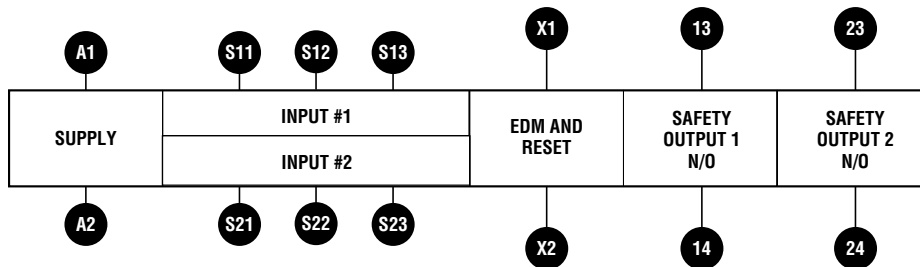 A1 S11 S12 S13 X1 13 23
SUPPLY
INPUT #1
INPUT #2
EDM AND
RESET
SAFETY
OUTPUT 1
N/O
SAFETY
OUTPUT 2
N/O
A2 S21 S22 S23 X2 14 24